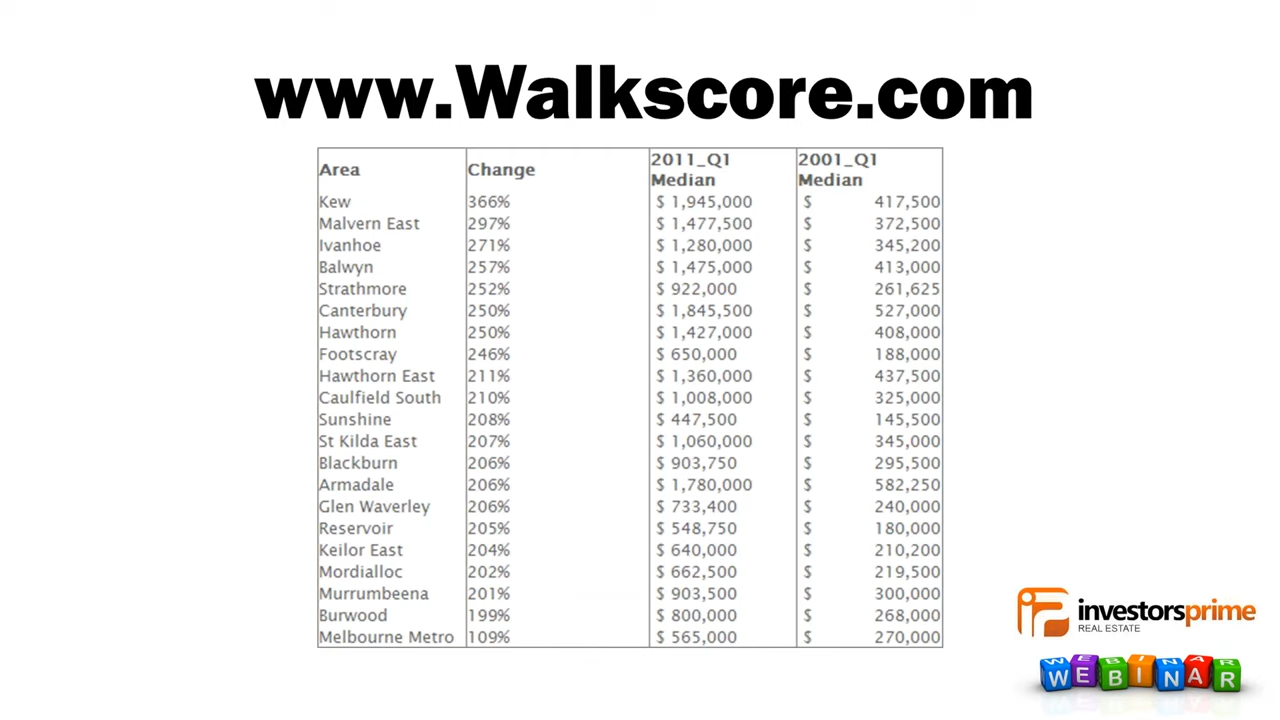 www.Walkscore.com
Area Change 2011_Q1 Median 2001_Q1 Median
Kew 366% $ 1,945,000 $ 417,500
Malvern East 297% $ 1,477,500 $ 372,500
Ivanhoe 271% $ 1,280,000 $ 345,200
Balwyn 257% $ 1,475,000 $ 413,000
Strathmore 252% $ 922,000 $ 261,625
Canterbury 250% $ 1,845,500 $ 527,000
Hawthorn 250% $ 1,427,000 $ 408,000
Footscray 246% $ 650,000 $ 188,000
Hawthorn East 211% $ 1,360,000 $ 437,500
Caulfield South 210% $ 1,008,000 $ 325,000
Sunshine 208% $ 447,500 $ 145,500
St Kilda East 207% $ 1,060,000 $ 345,000
Blackburn 206% $ 903,750 $ 295,500
Armadale 206% $ 1,780,000 $ 582,250
Glen Waverley 206% $ 733,400 $ 240,000
Reservoir 205% $ 548,750 $ 180,000
Keilor East 204% $ 640,000 $ 210,200
Mordialloc 202% $ 662,500 $ 219,500
Murrumbeena 201% $ 903,500 $ 300,000
Burwood 199% $ 800,000 $ 268,000
Melbourne Metro 109% $ 565,000 $ 270,000
investorsprime
REAL ESTATE
WEBINAR